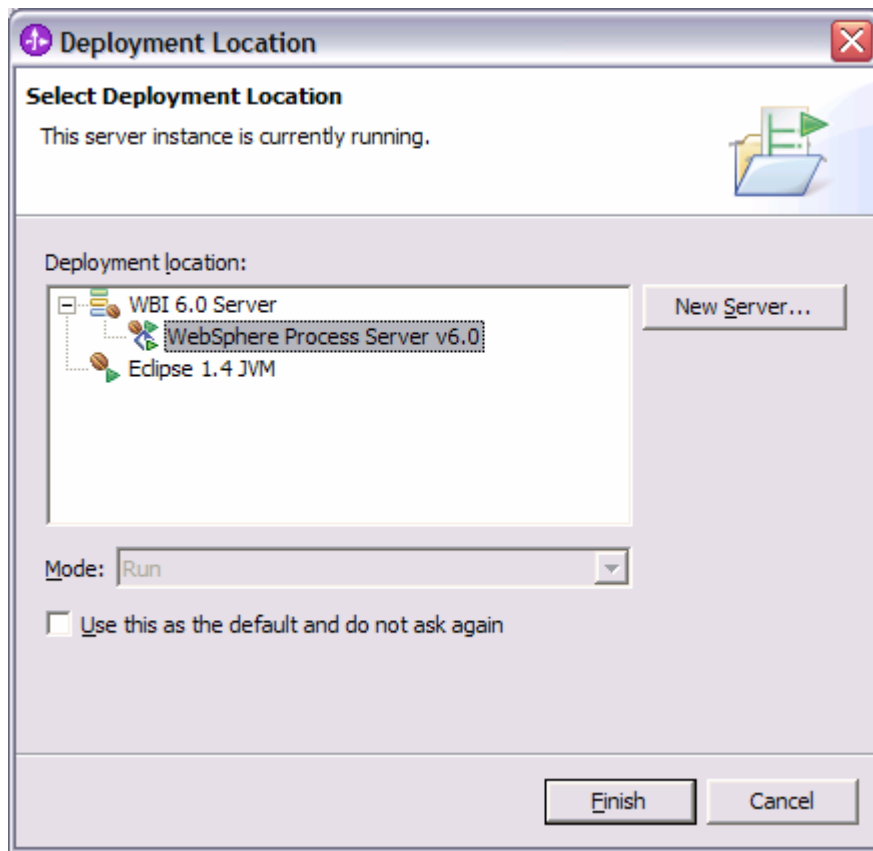 Deployment Location
Select Deployment Location
This server instance is currently running.
Deployment location:
WBI 6.0 Server
New Server...
WebSphere Process Server v6.0
Eclipse 1.4 JVM
Mode: Run
Use this as the default and do not ask again
Finish Cancel